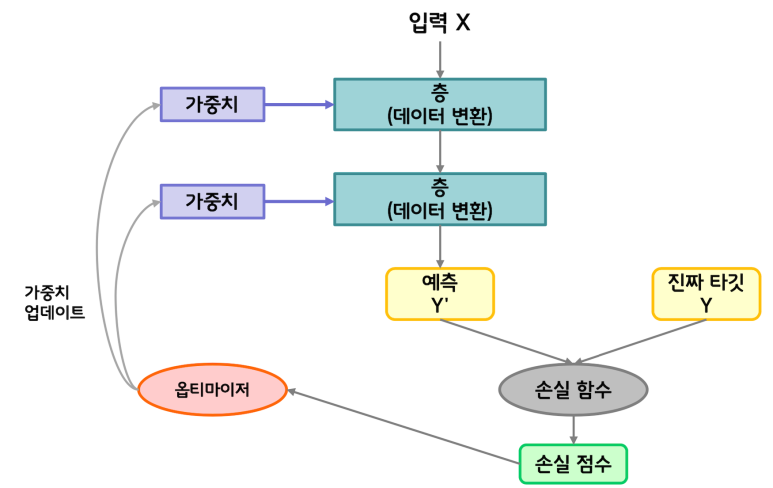 입력 X
가중치
층
(데이터 변환)
가중치
층
(데이터 변환)
가중치
업데이트
예측
Y'
진짜 타깃
Y
옵티마이저
손실 함수
손실 점수